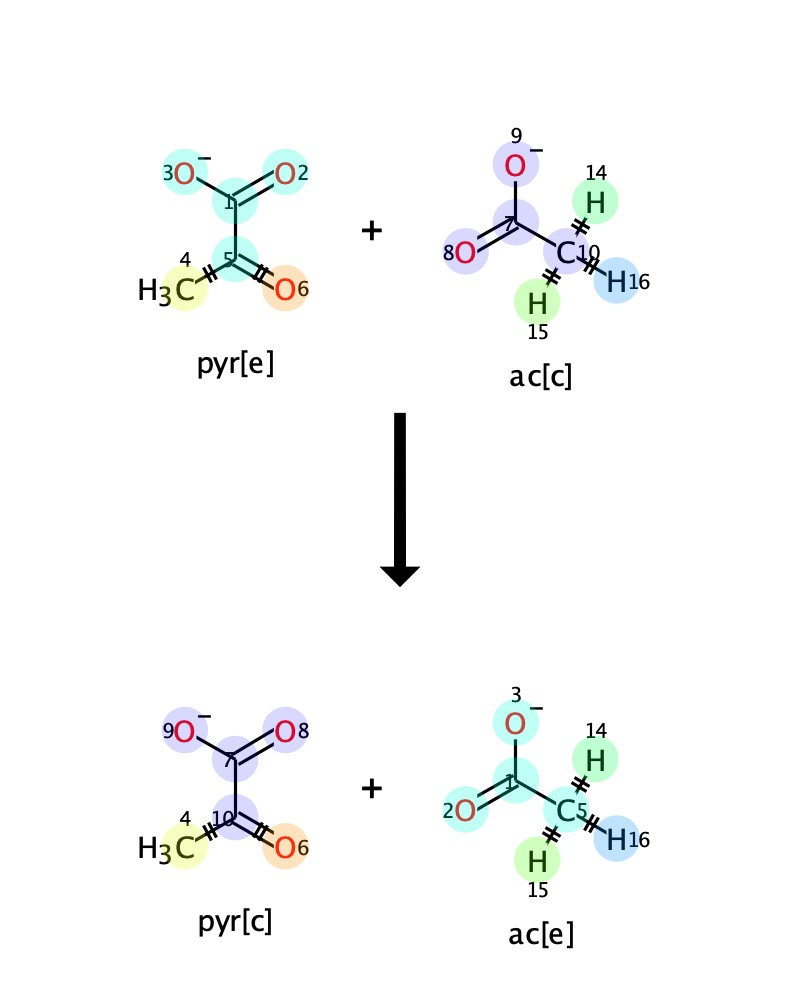 9
14
3O⁻ O2 O⁻ H
1 + 7
4 5 8O C10
H₃C O6 H H16
15
pyr[e] ac[c]
3
14
9O⁻ O8 O⁻ H
7 + 1
4 10 2O C5
H₃C O6 H H16
15
pyr[c] ac[e]